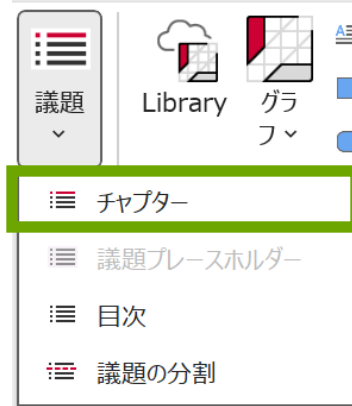 議題
Library
グラ
フ
チャプター
議題プレースホルダー
目次
議題の分割